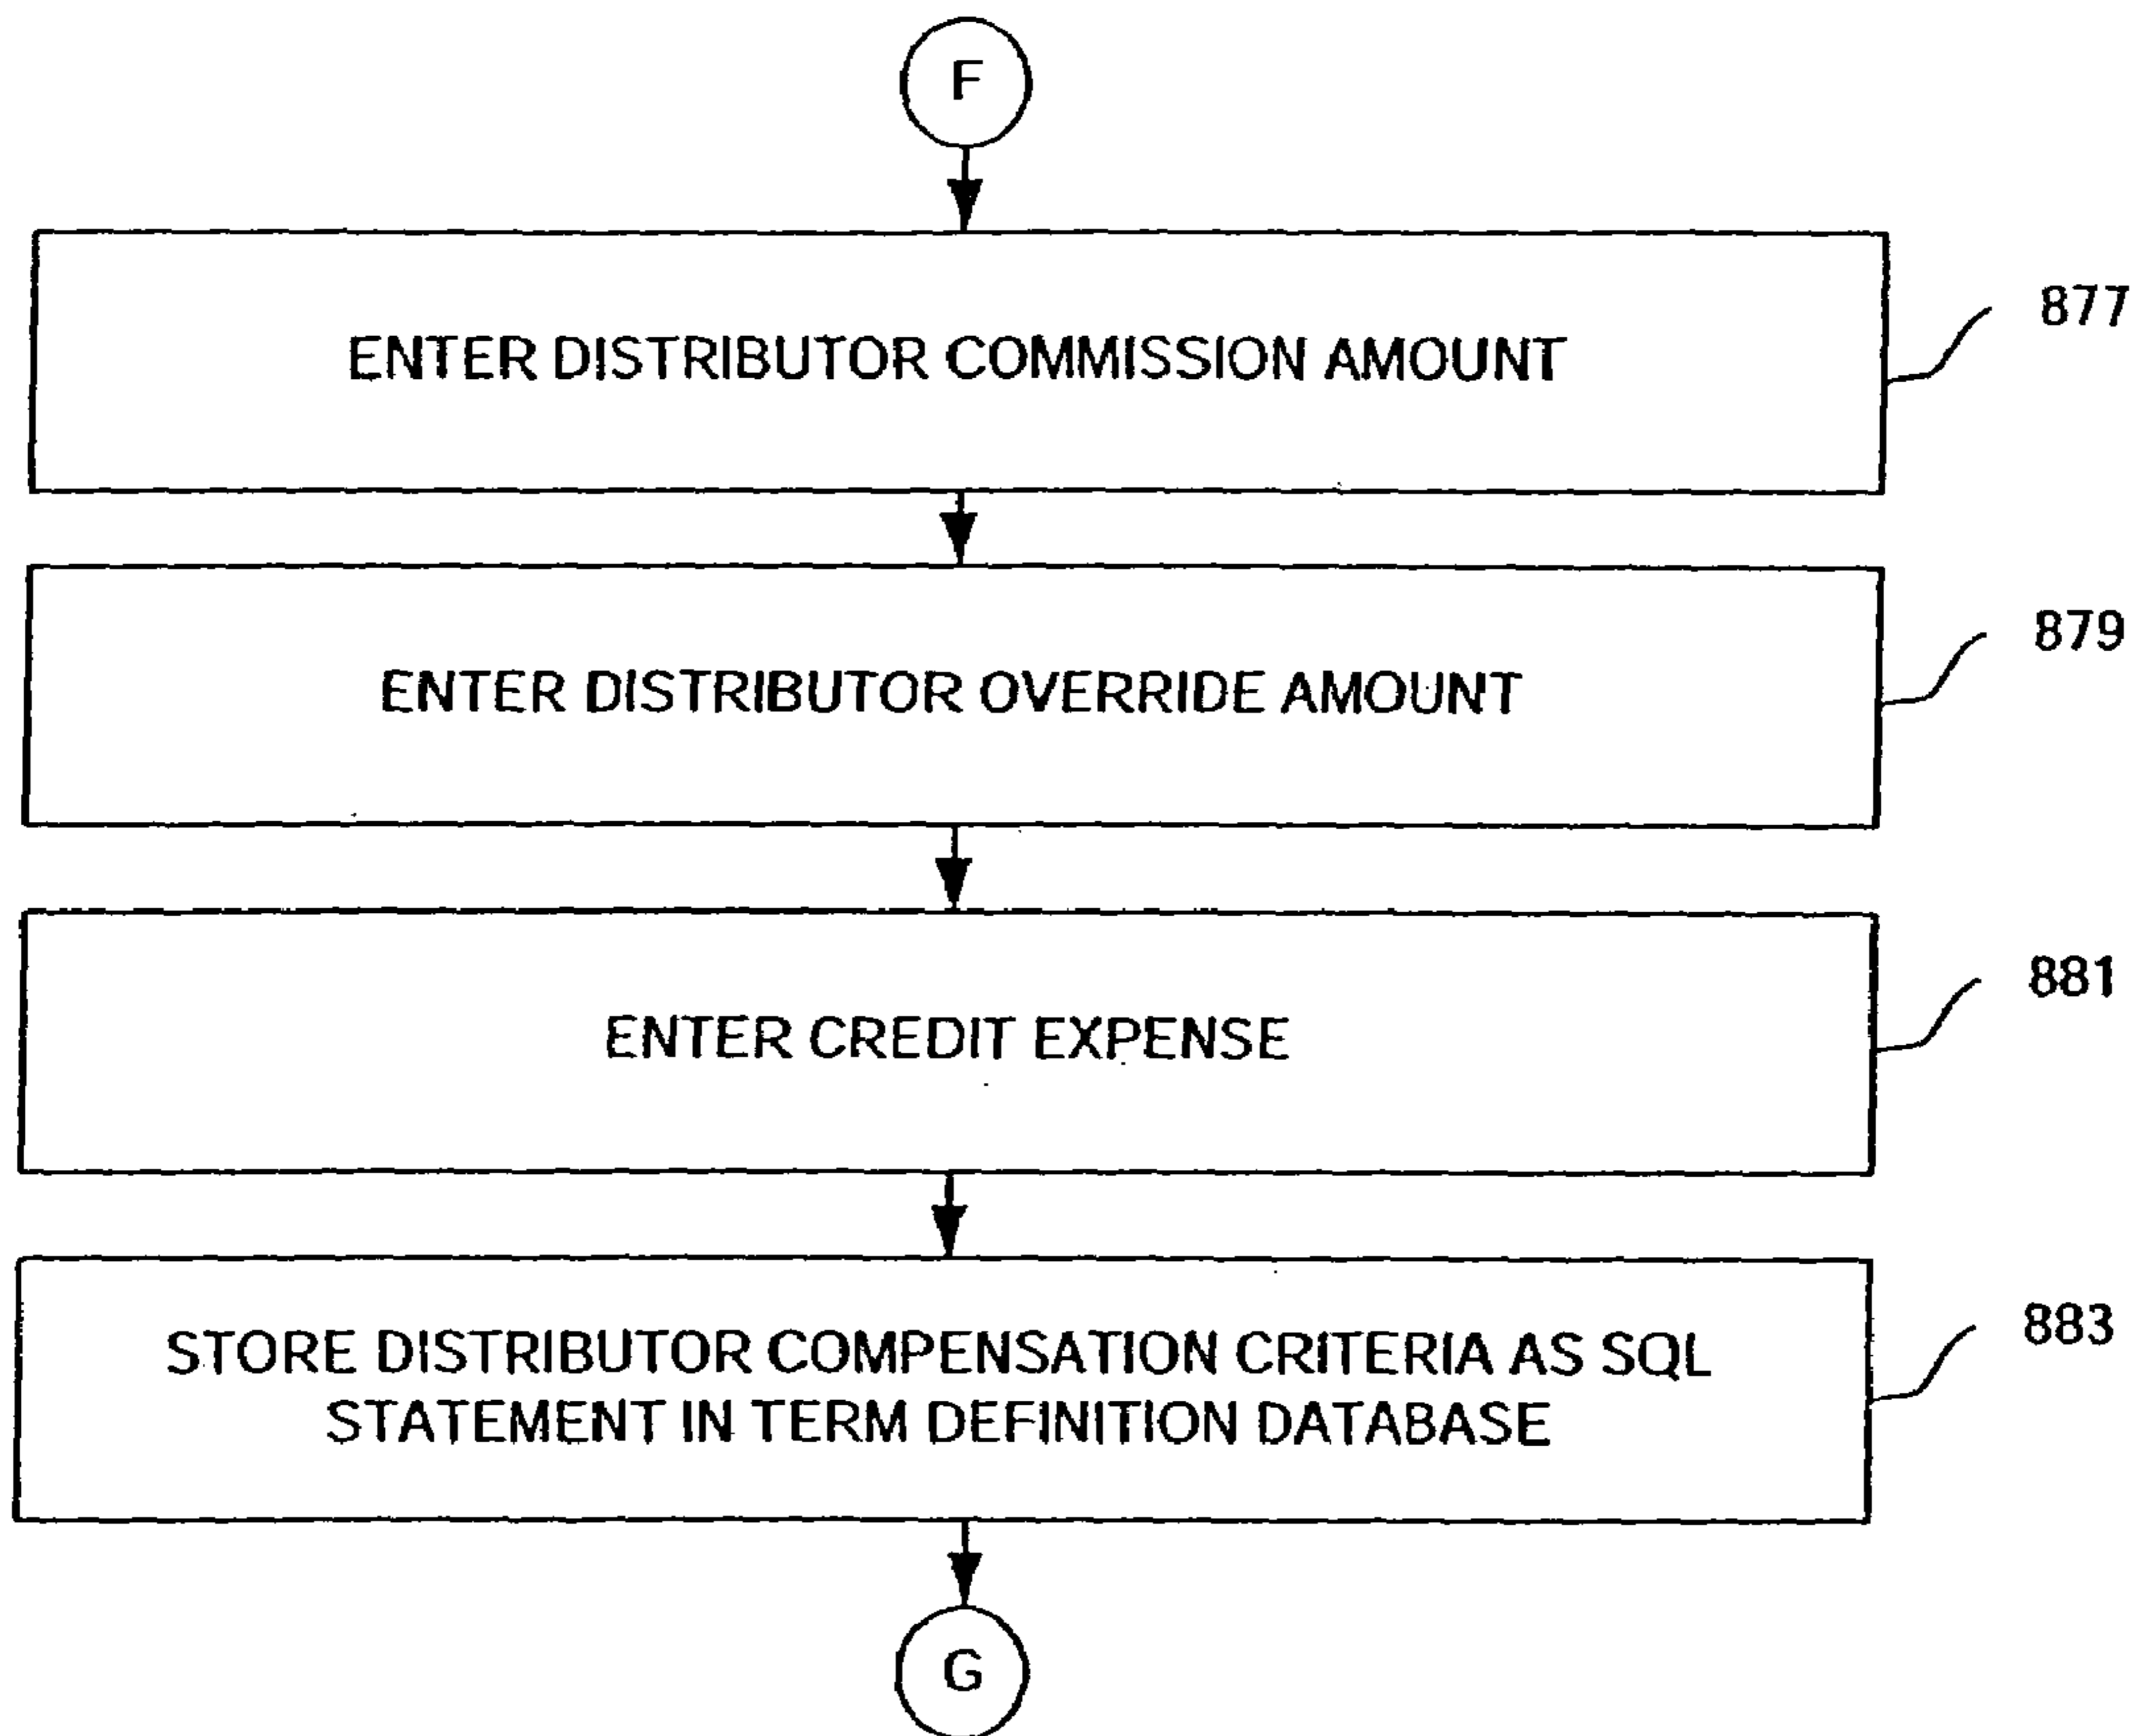 F
ENTER DISTRIBUTOR COMMISSION AMOUNT
877
ENTER DISTRIBUTOR OVERRIDE AMOUNT
879
ENTER CREDIT EXPENSE
881
STORE DISTRIBUTOR COMPENSATION CRITERIA AS SQL
STATEMENT IN TERM DEFINITION DATABASE
883
G